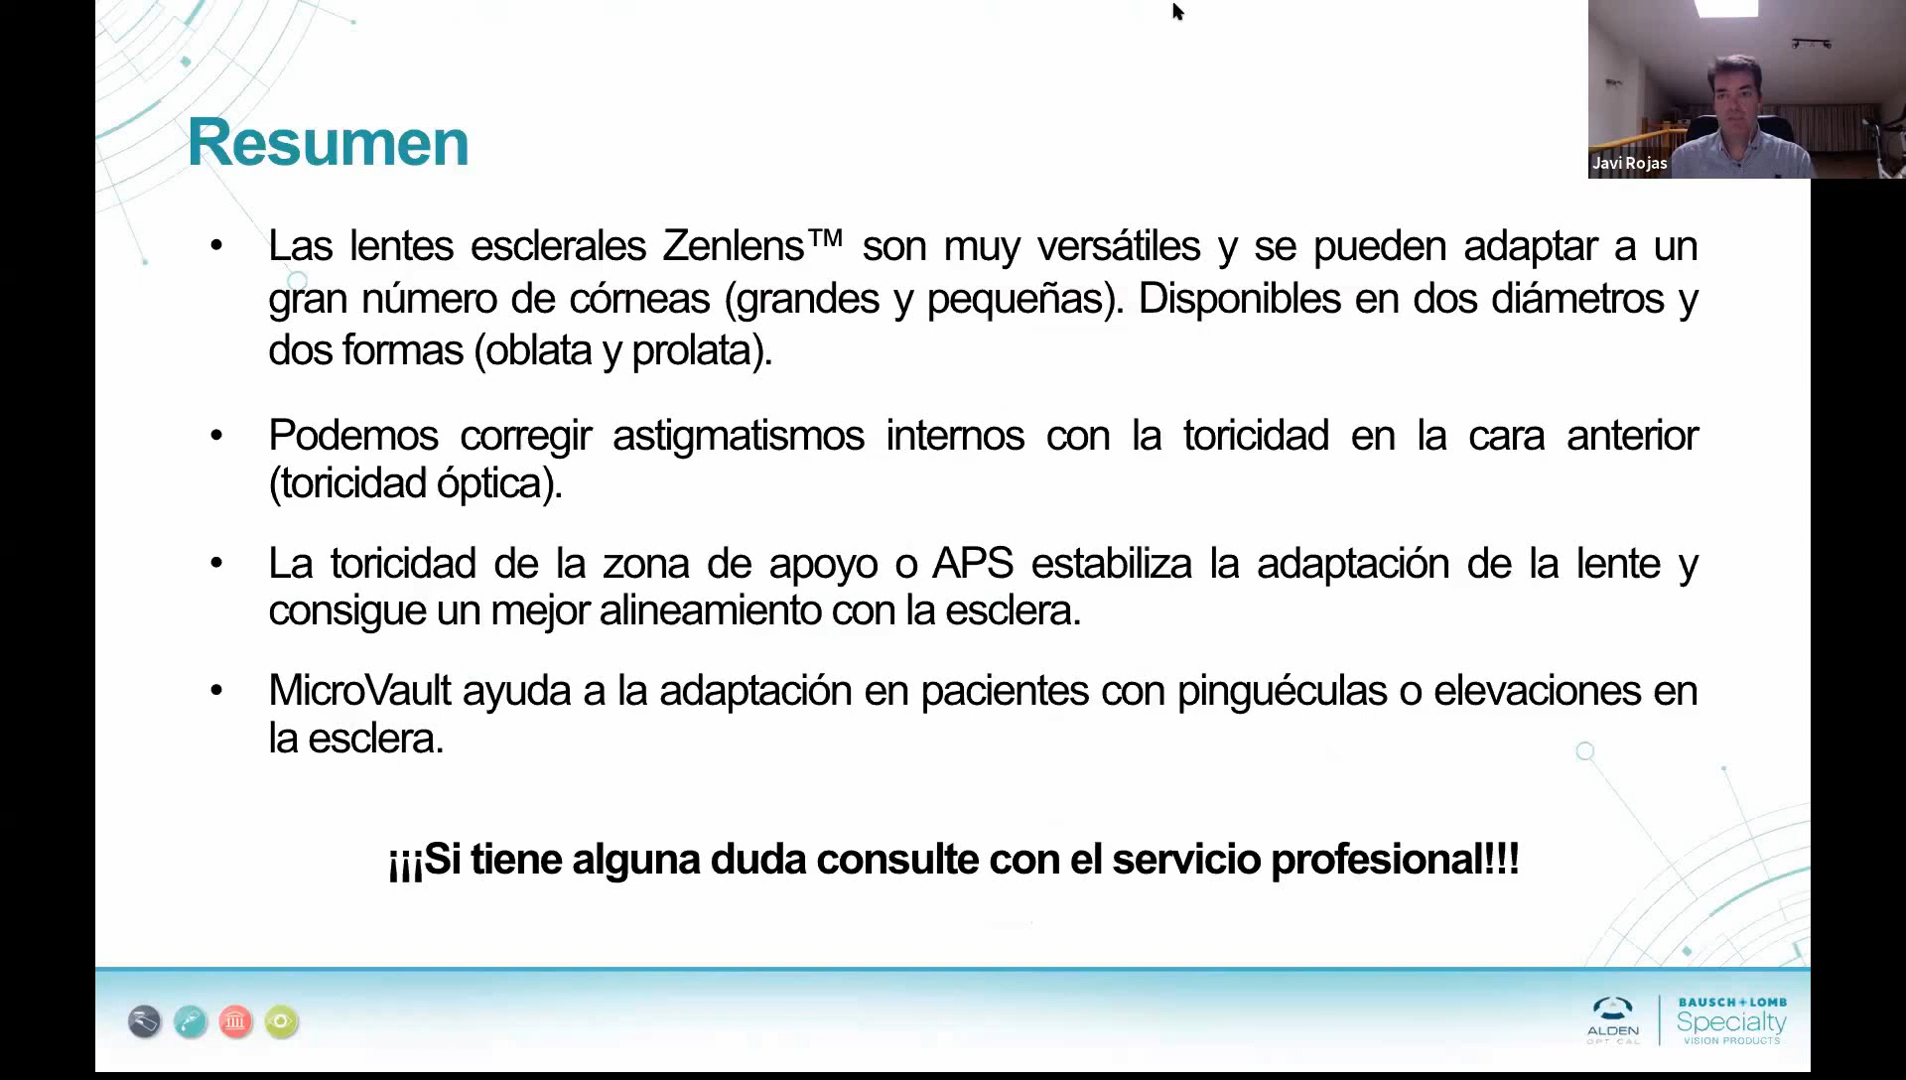 Javi Rojas
Resumen
• Las lentes esclerales Zenlens™ son muy versátiles y se pueden adaptar a un
gran número de córneas (grandes y pequeñas). Disponibles en dos diámetros y
dos formas (oblata y prolata).
• Podemos corregir astigmatismos internos con la toricidad en la cara anterior
(toricidad óptica).
• La toricidad de la zona de apoyo o APS estabiliza la adaptación de la lente y
consigue un mejor alineamiento con la esclera.
• MicroVault ayuda a la adaptación en pacientes con pinguéculas o elevaciones en
la esclera.
¡¡¡Si tiene alguna duda consulte con el servicio profesional!!!
ALDEN
OPTICAL
BAUSCH + LOMB
Specialty
VISION PRODUCTS